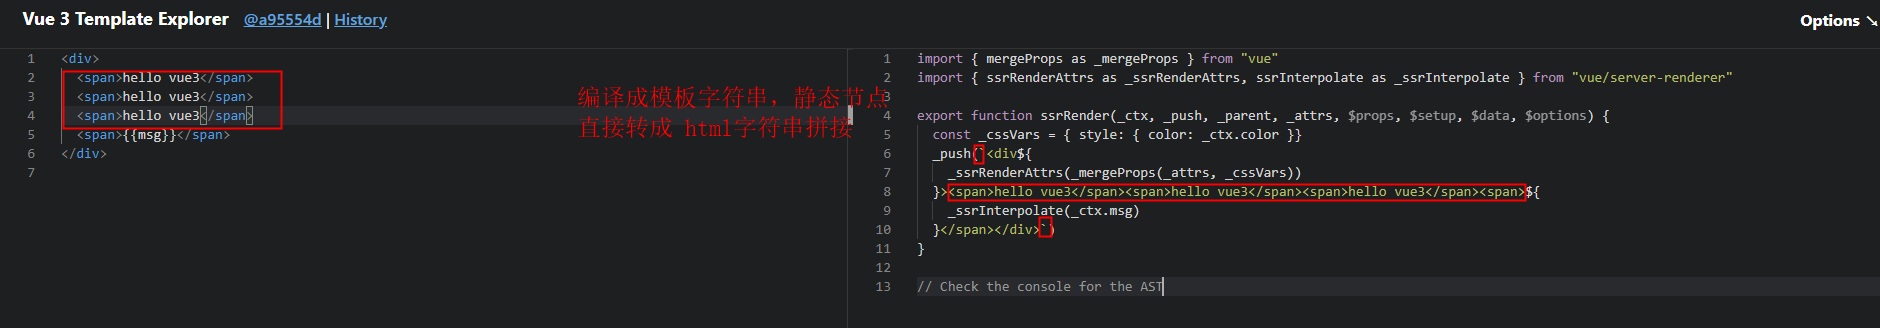 Vue 3 Template Explorer @a95554d | History
Options ↘
1 <div>
2 <span>hello vue3</span>
3 <span>hello vue3</span>
4 <span>hello vue3</span>
5 <span>{{msg}}</span>
6 </div>
7
编译成模板字符串，静态节点
直接转成 html字符串拼接
1 import { mergeProps as _mergeProps } from "vue"
2 import { ssrRenderAttrs as _ssrRenderAttrs, ssrInterpolate as _ssrInterpolate } from "vue/server-renderer"
3
4 export function ssrRender(_ctx, _push, _parent, _attrs, $props, $setup, $data, $options) {
5 const _cssVars = { style: { color: _ctx.color }}
6 _push(`<div${
7 _ssrRenderAttrs(_mergeProps(_attrs, _cssVars))
8 }><span>hello vue3</span><span>hello vue3</span><span>hello vue3</span><span>${
9 _ssrInterpolate(_ctx.msg)
10 }</span></div>`)
11 }
12
13 // Check the console for the AST